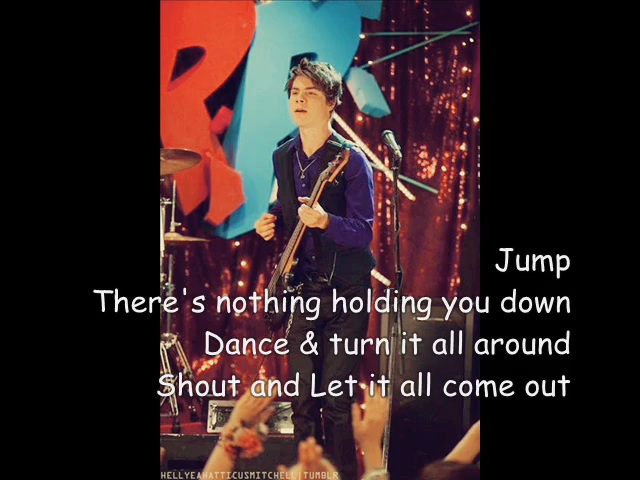 Jump
There's nothing holding you down
Dance & turn it all around
Shout and Let it all come out
HELLYEAHATTICUSMITCHELL|TUMBLR